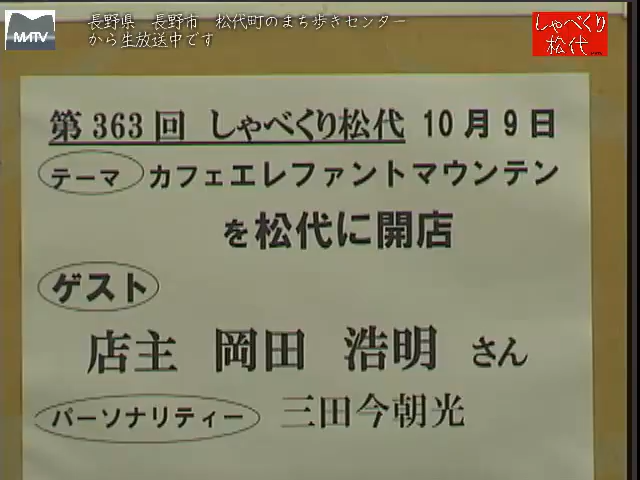 MATV
長野県　長野市　松代町のまち歩きセンター
から生放送中です
しゃべくり
松代
第363回 しゃべくり松代 10月9日
テーマ カフェエレファントマウンテン
を松代に開店
ゲスト
店主 岡田 浩明 さん
パーソナリティー 三田今朝光